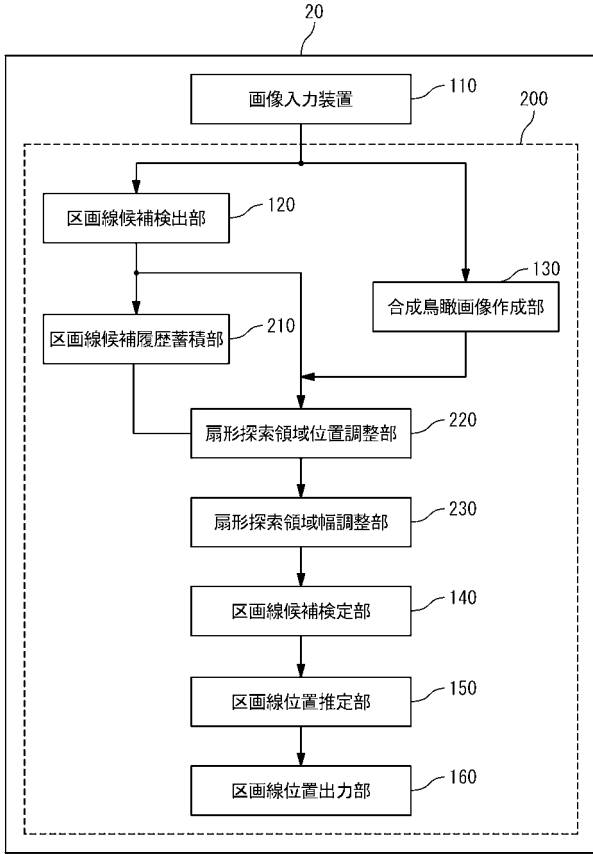 20
画像入力装置
110
200
区画線候補検出部
120
130
合成鳥瞰画像作成部
区画線候補履歴蓄積部
210
扇形探索領域位置調整部
220
扇形探索領域幅調整部
230
区画線候補検定部
140
区画線位置推定部
150
区画線位置出力部
160